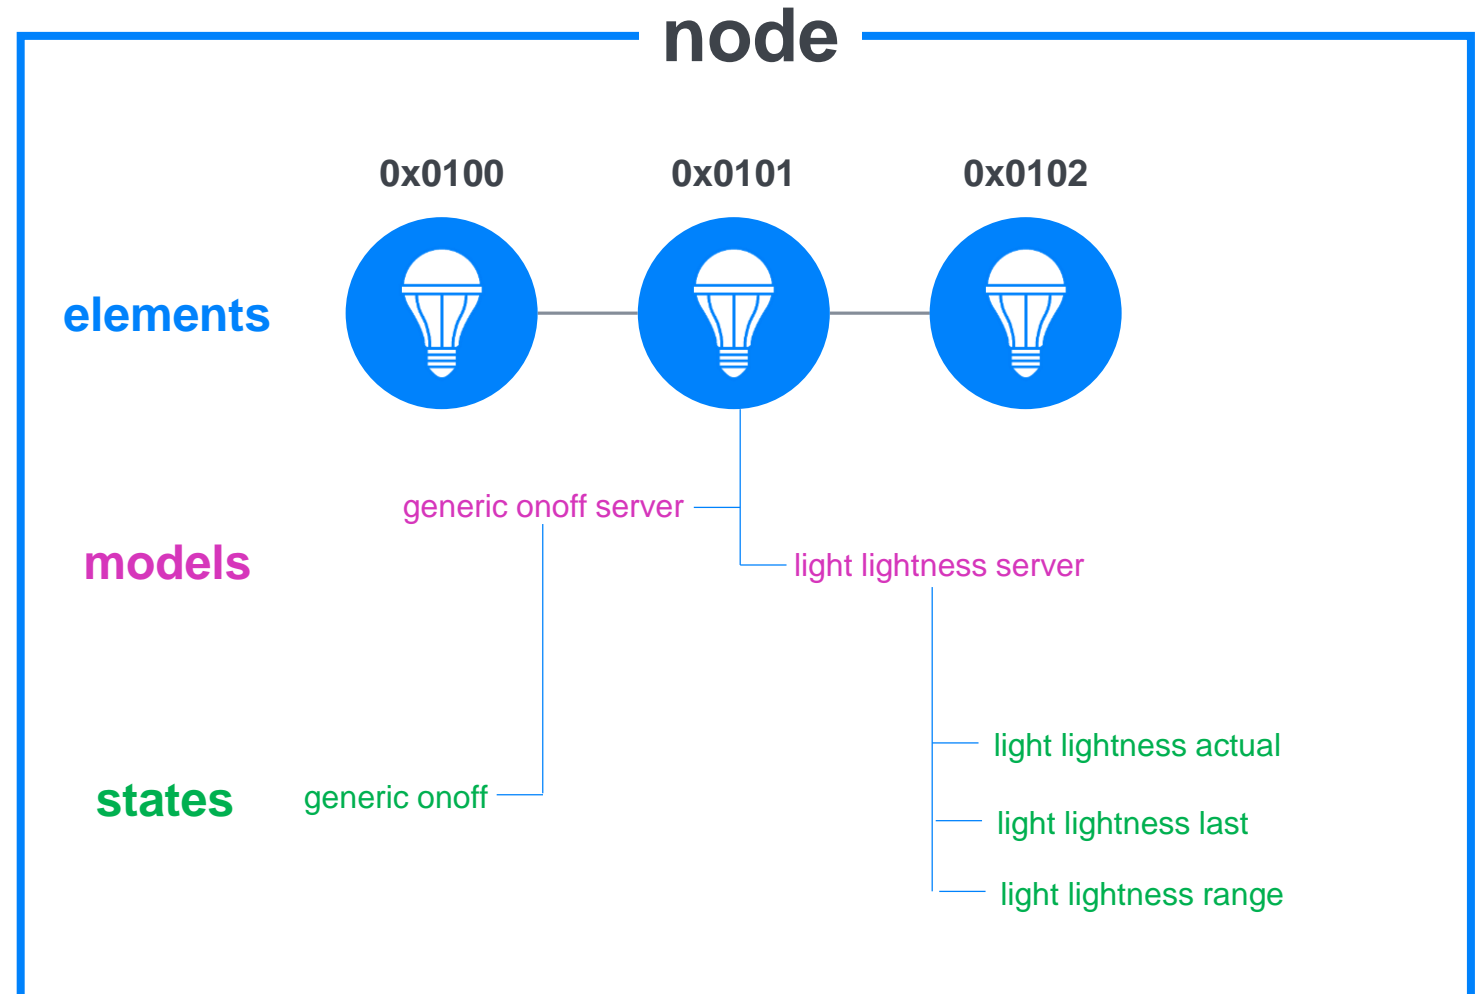 node
0x0100 0x0101 0x0102
elements
generic onoff server
models
light lightness server
light lightness actual
states
generic onoff
light lightness last
light lightness range